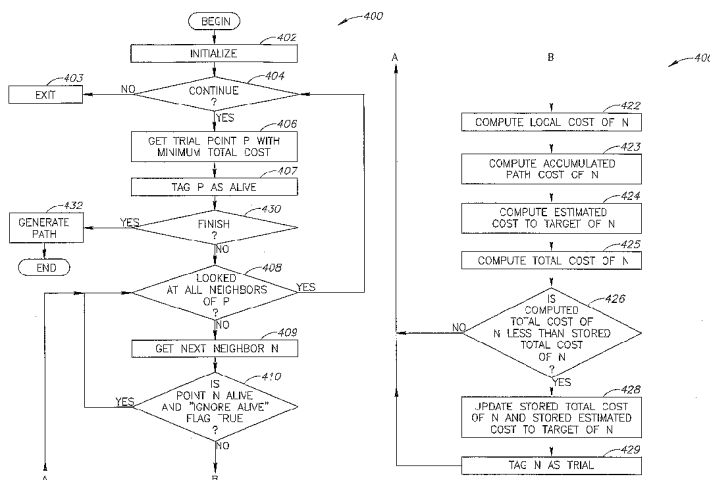 BEGIN
400
402
INITIALIZE
403
EXIT
NO
404
CONTINUE
?
YES
406
GET TRIAL POINT P WITH
MINIMUM TOTAL COST
407
TAG P AS ALIVE
432
GENERATE
PATH
YES
430
FINISH
?
NO
END
408
LOOKED
AT ALL NEIGHBORS
OF P
?
YES
NO
409
GET NEXT NEIGHBOR N
410
IS
POINT N ALIVE
AND "IGNORE ALIVE"
FLAG TRUE
?
YES
NO
A
B
A
B
400
422
COMPUTE LOCAL COST OF N
423
COMPUTE ACCUMULATED
PATH COST OF N
424
COMPUTE ESTIMATED
COST TO TARGET OF N
425
COMPUTE TOTAL COST OF N
426
IS
COMPUTED
TOTAL COST OF
N LESS THAN STORED
TOTAL COST
OF N
?
NO
YES
428
UPDATE STORED TOTAL COST
OF N AND STORED ESTIMATED
COST TO TARGET OF N
429
TAG N AS TRIAL